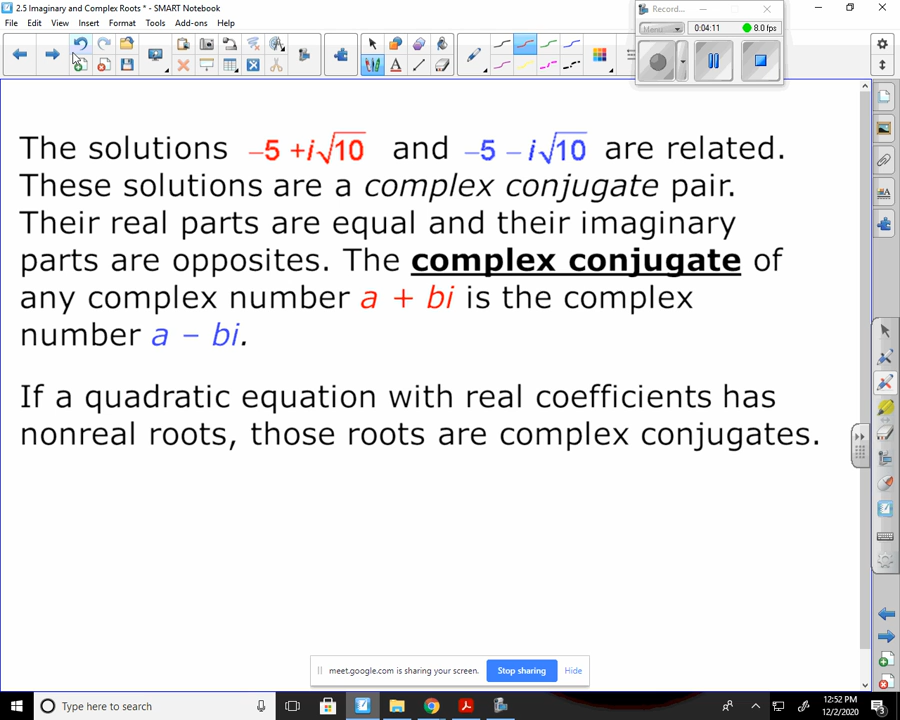 2.5 Imaginary and Complex Roots * - SMART Notebook
File Edit View Insert Format Tools Add-ons Help
Record...
Menu 0:04:11 8.0 fps
The solutions –5 + i√10 and –5 – i√10 are related.
These solutions are a complex conjugate pair.
Their real parts are equal and their imaginary
parts are opposites. The complex conjugate of
any complex number a + bi is the complex
number a – bi.
If a quadratic equation with real coefficients has
nonreal roots, those roots are complex conjugates.
meet.google.com is sharing your screen. Stop sharing Hide
Type here to search
12:52 PM
12/2/2020
3